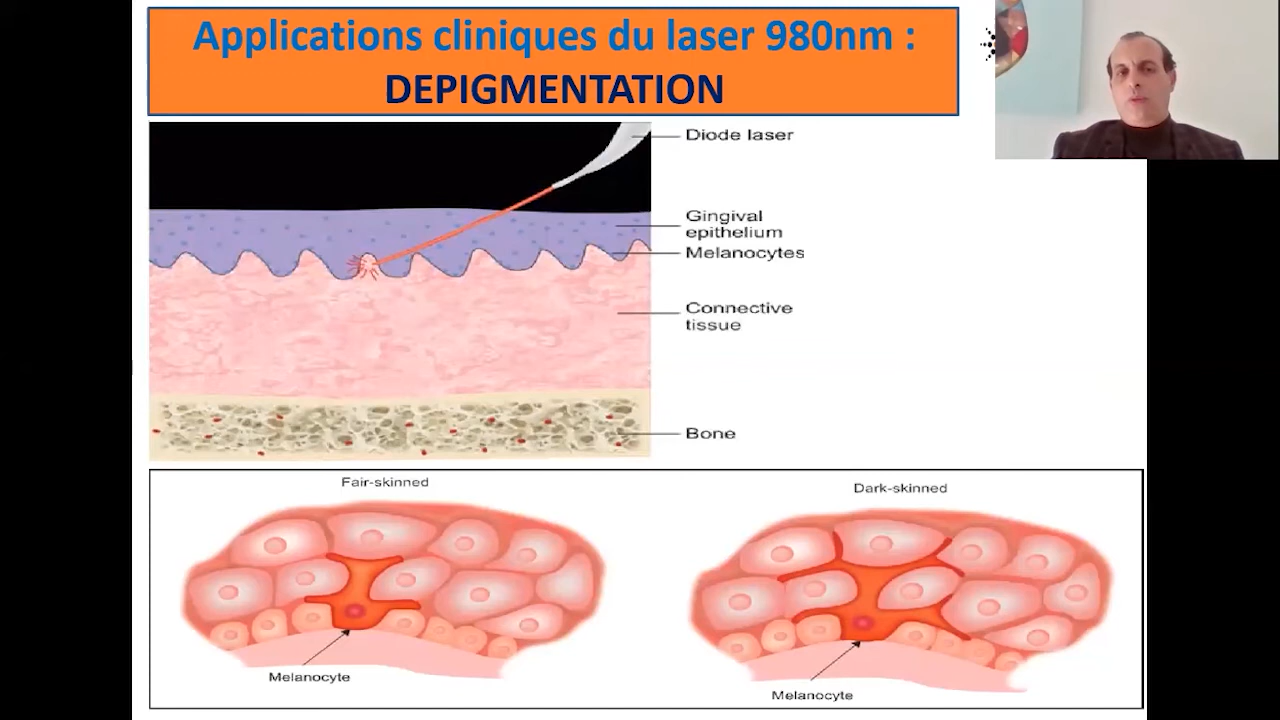 Applications cliniques du laser 980nm :
DEPIGMENTATION
Diode laser
Gingival
epithelium
Melanocytes
Connective
tissue
Bone
Fair-skinned
Dark-skinned
Melanocyte
Melanocyte